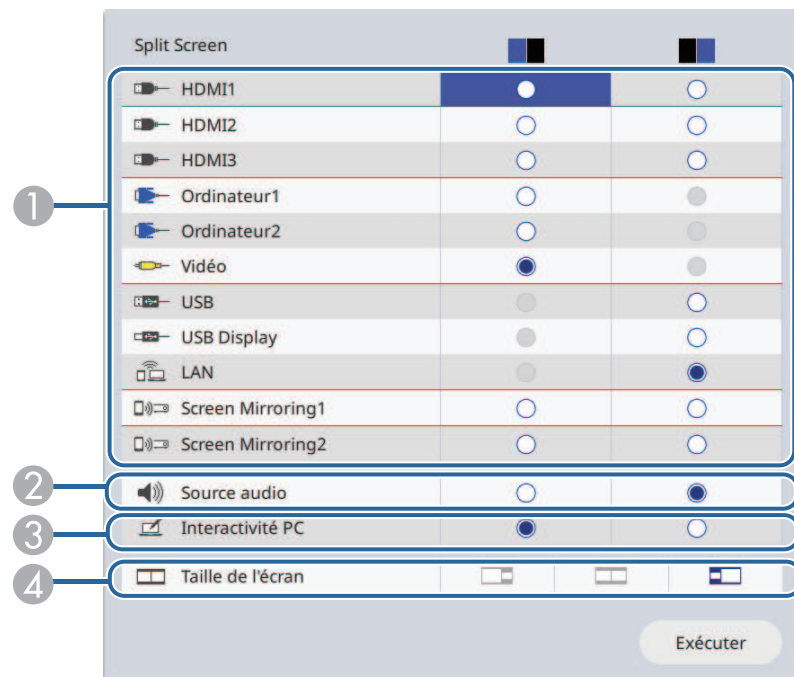 Split Screen
HDMI1
HDMI2
HDMI3
Ordinateur1
Ordinateur2
Vidéo
USB
USB Display
LAN
Screen Mirroring1
Screen Mirroring2
Source audio
Interactivité PC
Taille de l'écran
Exécuter
1
2
3
4